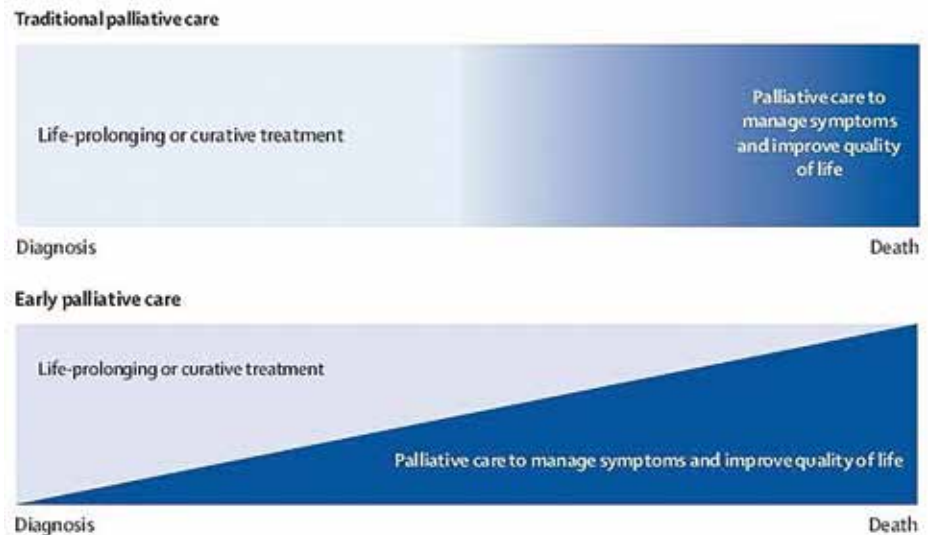 Traditional palliative care
Life-prolonging or curative treatment
Palliative care to
manage symptoms
and improve quality
of life
Diagnosis
Death
Early palliative care
Life-prolonging or curative treatment
Palliative care to manage symptoms and improve quality of life
Diagnosis
Death